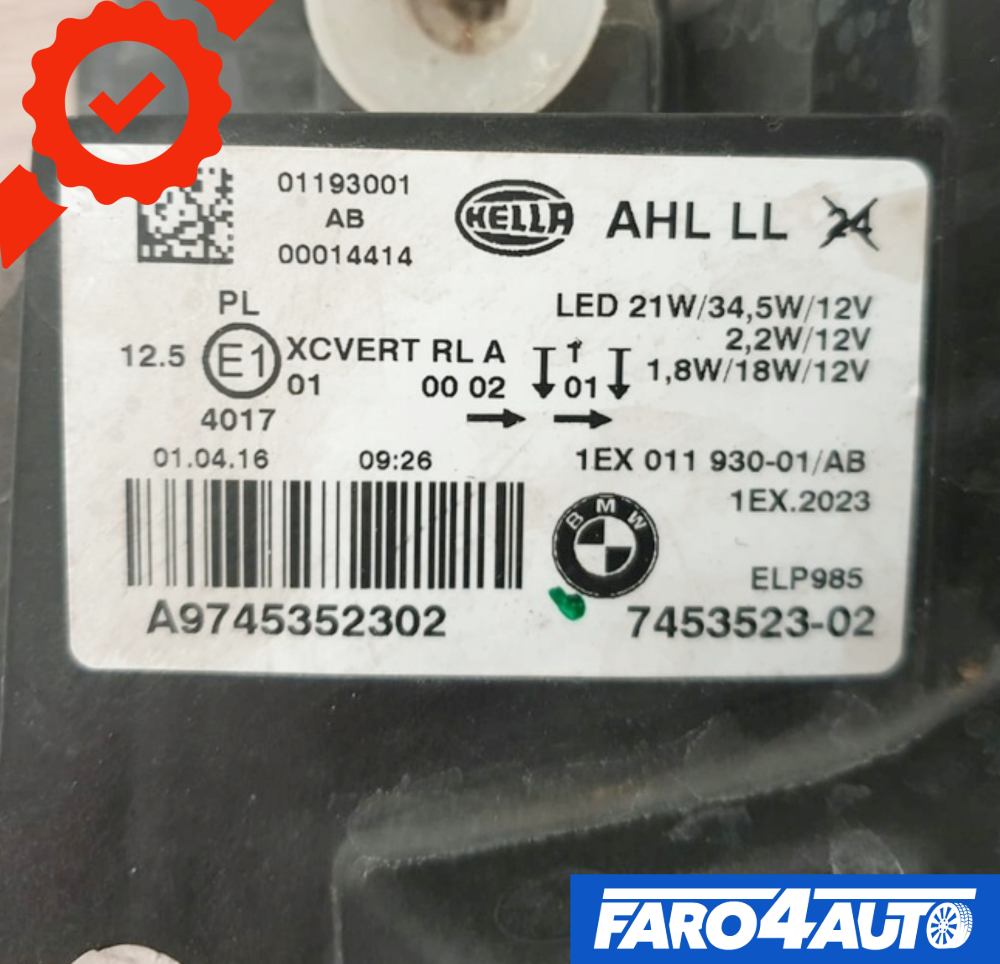 01193001
AB
00014414
HELLA
AHL LL 24
PL
LED 21W/34,5W/12V
12.5 E1 XCVERT RL A 1 2,2W/12V
01 00 02 01 1,8W/18W/12V
4017
01.04.16 09:26 1EX 011 930-01/AB
1EX.2023
BMW
ELP985
A9745352302 7453523-02
FARO4AUTO